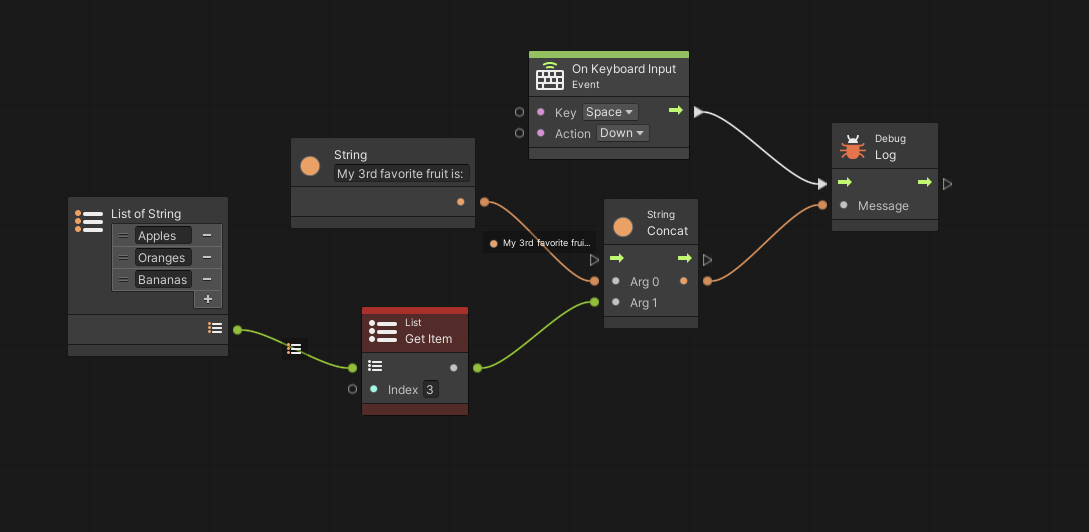 On Keyboard Input
Event
Key Space
Action Down
Debug
Log
Message
String
My 3rd favorite fruit is:
List of String
Apples
Oranges
Bananas
+
My 3rd favorite frui...
String
Concat
Arg 0
Arg 1
List
Get Item
Index 3